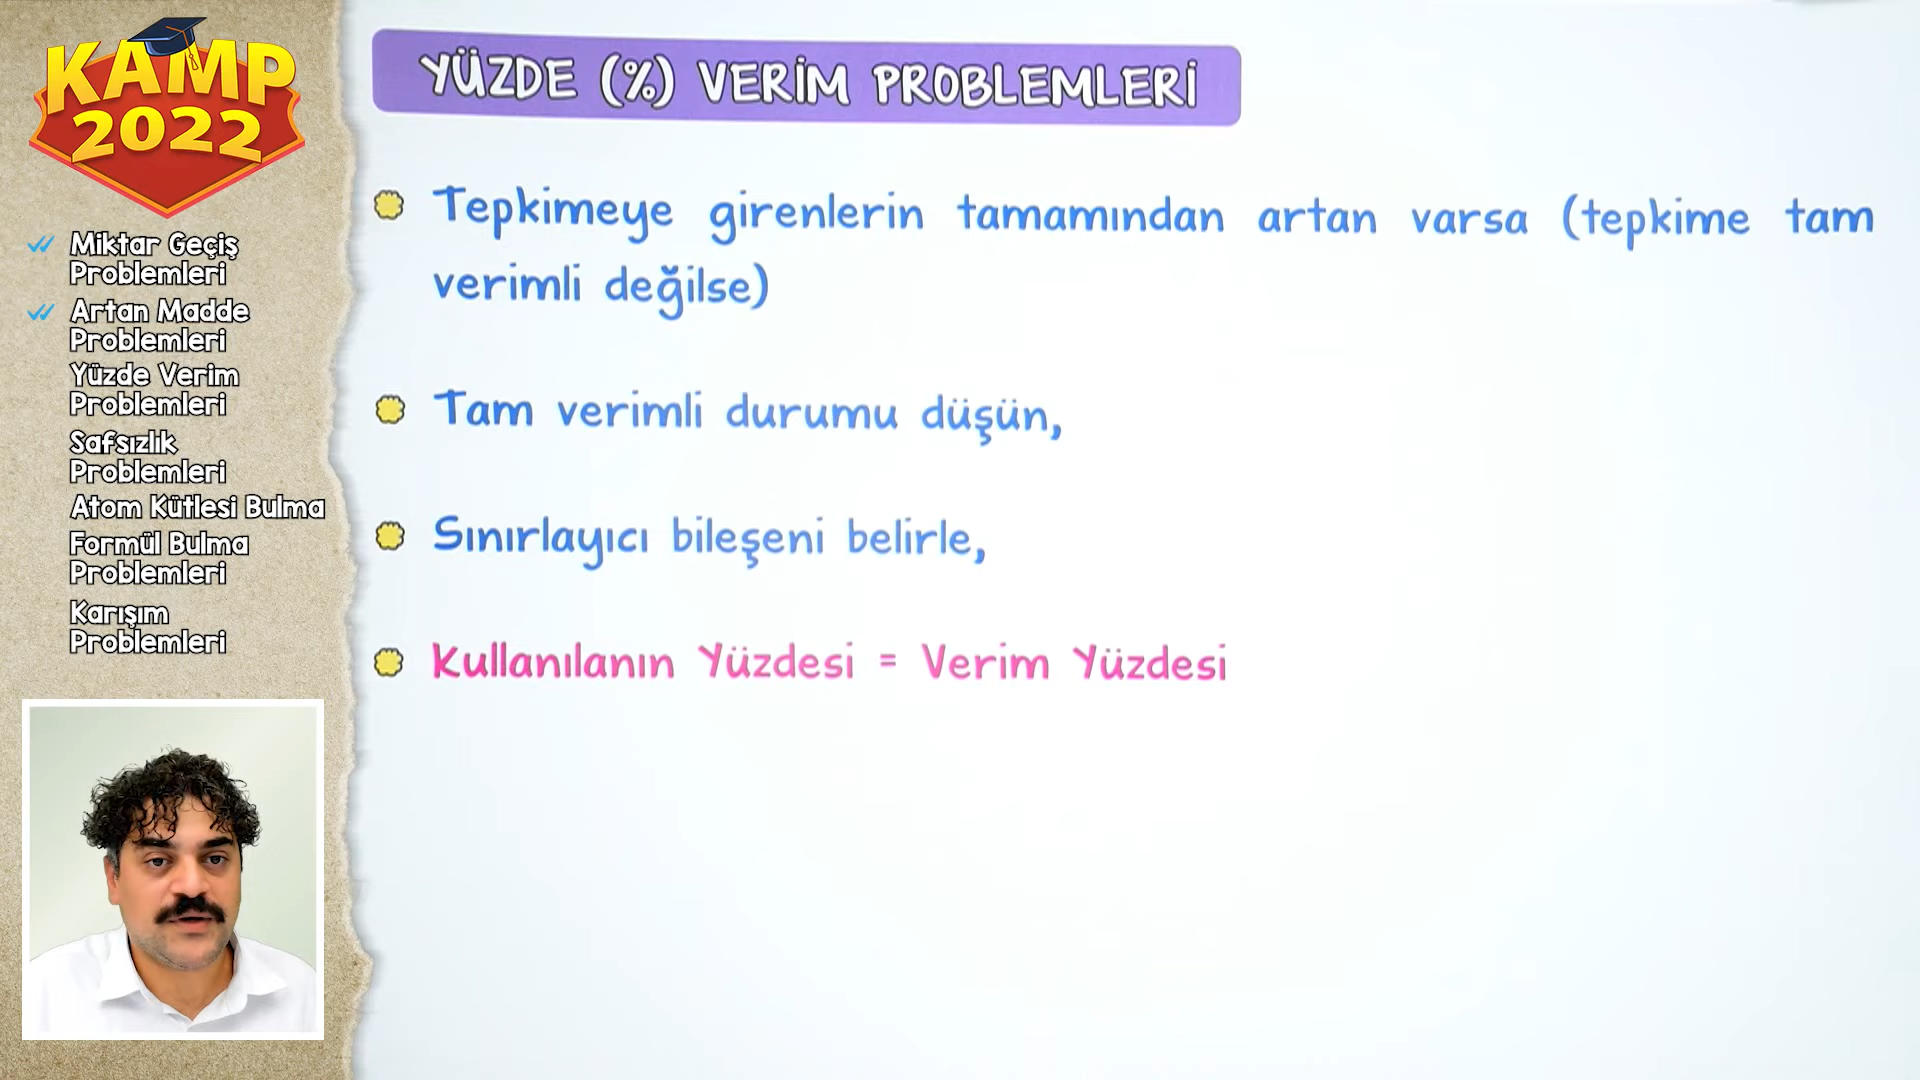 KAMP
2022
Miktar Geçiş
Problemleri
Artan Madde
Problemleri
Yüzde Verim
Problemleri
Safsızlık
Problemleri
Atom Kütlesi Bulma
Formül Bulma
Problemleri
Karışım
Problemleri
YÜZDE (%) VERİM PROBLEMLERİ
Tepkimeye girenlerin tamamından artan varsa (tepkime tam
verimli değilse)
Tam verimli durumu düşün,
Sınırlayıcı bileşeni belirle,
Kullanılanın Yüzdesi = Verim Yüzdesi